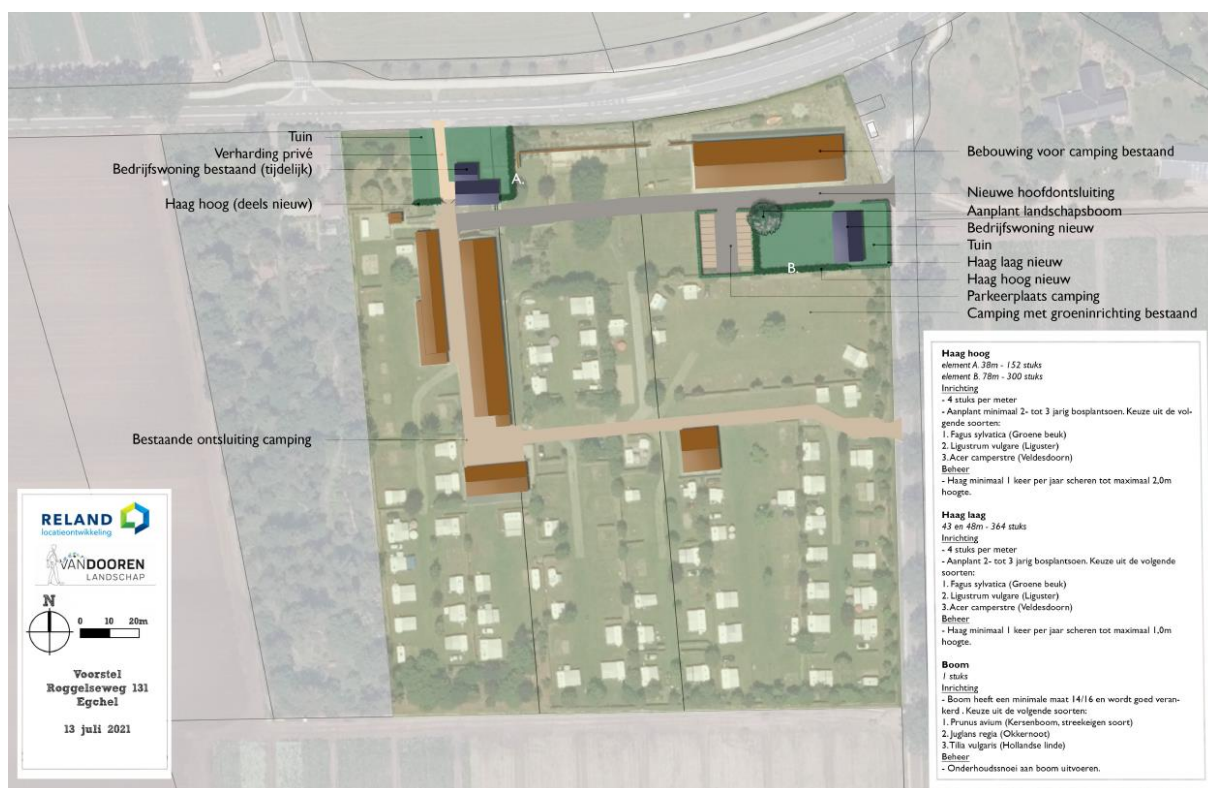 Tuin
Verharding privé
Bedrijfswoning bestaand (tijdelijk)
Haag hoog (deels nieuw)
Bestaande ontsluiting camping
A.
B.
Bebouwing voor camping bestaand
Nieuwe hoofdontsluiting
Aanplant landschapsboom
Bedrijfswoning nieuw
Tuin
Haag laag nieuw
Haag hoog nieuw
Parkeerplaats camping
Camping met groeninrichting bestaand
RELAND
locatieontwikkeling
VANDOOREN
LANDSCHAP
N
0 10 20m
Voorstel
Roggelseweg 131
Egchel
13 juli 2021
Haag hoog
element A. 38m - 152 stuks
element B. 78m - 300 stuks
Inrichting
- 4 stuks per meter
- Aanplant minimaal 2- tot 3 jarig bosplantsoen. Keuze uit de vol-
gende soorten:
1. Fagus sylvatica (Groene beuk)
2. Ligustrum vulgare (Liguster)
3. Acer camperstre (Veldesdoorn)
Beheer
- Haag minimaal 1 keer per jaar scheren tot maximaal 2,0m
hoogte.
Haag laag
43 en 48m - 364 stuks
Inrichting
- 4 stuks per meter
- Aanplant 2- tot 3 jarig bosplantsoen. Keuze uit de volgende
soorten:
1. Fagus sylvatica (Groene beuk)
2. Ligustrum vulgare (Liguster)
3. Acer camperstre (Veldesdoorn)
Beheer
- Haag minimaal 1 keer per jaar scheren tot maximaal 1,0m
hoogte.
Boom
1 stuks
Inrichting
- Boom heeft een minimale maat 14/16 en wordt goed veran-
kerd . Keuze uit de volgende soorten:
1. Prunus avium (Kersenboom, streekeigen soort)
2. Juglans regia (Okkernoot)
3. Tilia vulgaris (Hollandse linde)
Beheer
- Onderhoudssnoei aan boom uitvoeren.